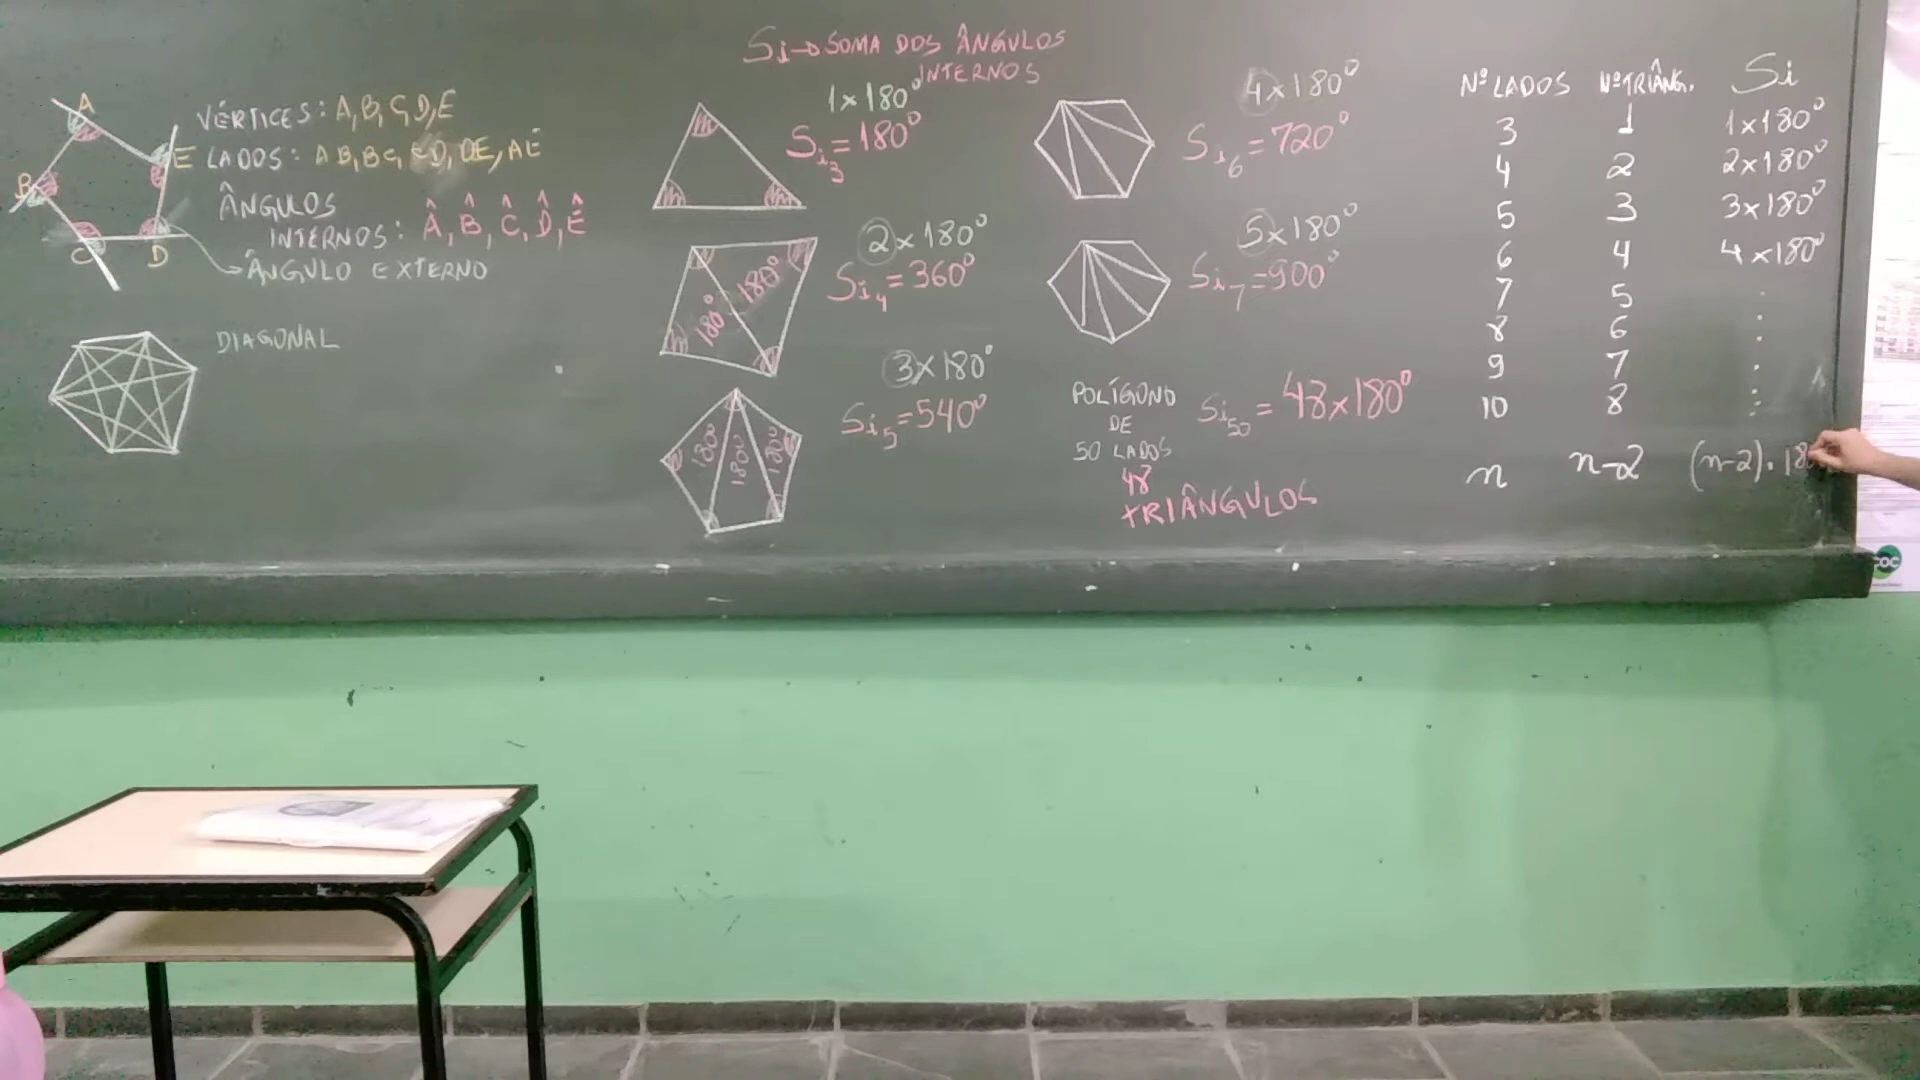 A
B
C
D
E
VÉRTICES: A, B, C, D, E
LADOS: AB, BC, CD, DE, AE
ÂNGULOS
INTERNOS: Â, B̂, Ĉ, D̂, Ê
ÂNGULO EXTERNO
DIAGONAL
Si→SOMA DOS ÂNGULOS
INTERNOS
1x180°
Si3=180°
2x180°
Si4=360°
180°
180°
3x180°
Si5=540°
180°
180°
180°
4x180°
Si6=720°
5x180°
Si7=900°
POLÍGONO
DE
50 LADOS
48
TRIÂNGULOS
Si50=48x180°
Nº LADOS Nº TRIÂNG. Si
3 1 1x180°
4 2 2x180°
5 3 3x180°
6 4 4x180°
7 5 .
8 6 .
9 7 .
10 8 .
n n-2 (n-2).18
COC